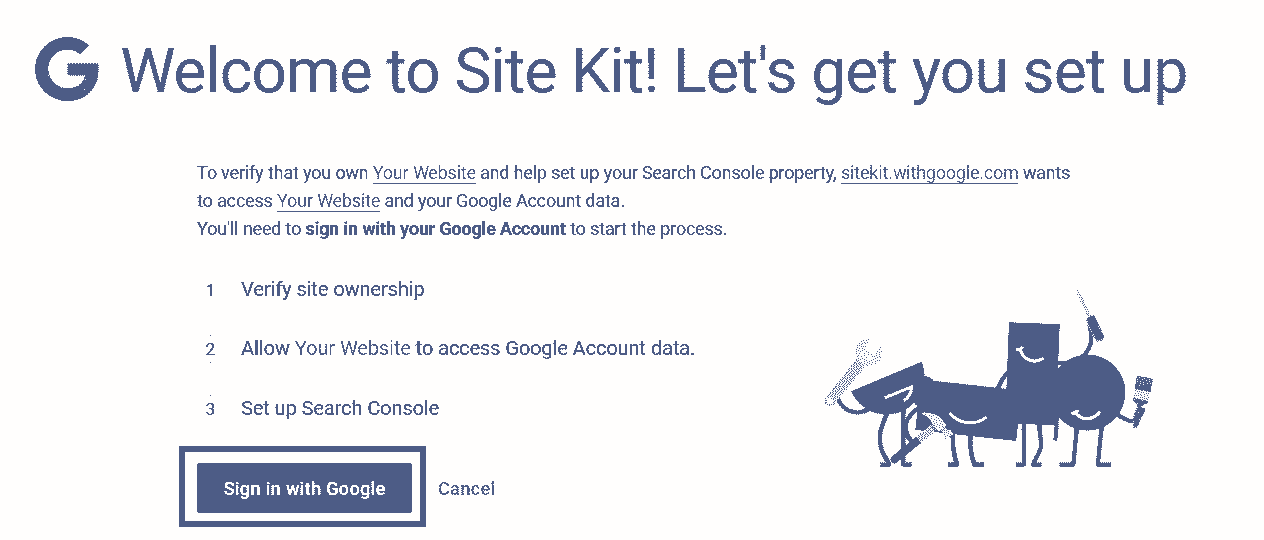 G Welcome to Site Kit! Let's get you set up
To verify that you own Your Website and help set up your Search Console property, sitekit.withgoogle.com wants
to access Your Website and your Google Account data.
You'll need to sign in with your Google Account to start the process.
1 Verify site ownership
2 Allow Your Website to access Google Account data.
3 Set up Search Console
Sign in with Google Cancel